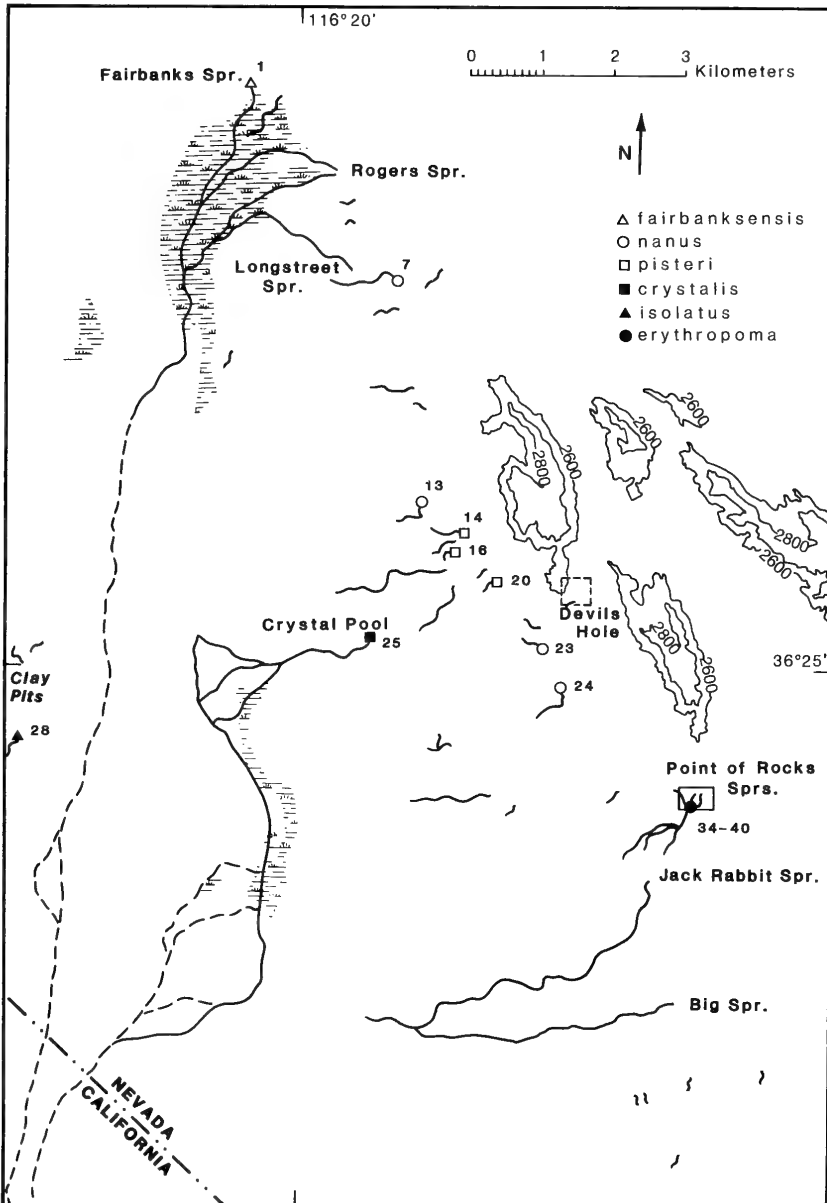 116°20'
Fairbanks Spr.
1
0 1 2 3
Kilometers
N
Rogers Spr.
△ fairbanksensis
○ nanus
□ pisteri
■ crystalis
▲ isolatus
● erythropoma
Longstreet
Spr.
7
2600
2600
2800
2600
2800
2600
13
14
16
20
Devils
Hole
Crystal Pool
25
23
2800
2600
36°25'
Clay
Pits
24
28
Point of Rocks
Sprs.
34-40
Jack Rabbit Spr.
Big Spr.
NEVADA
CALIFORNIA